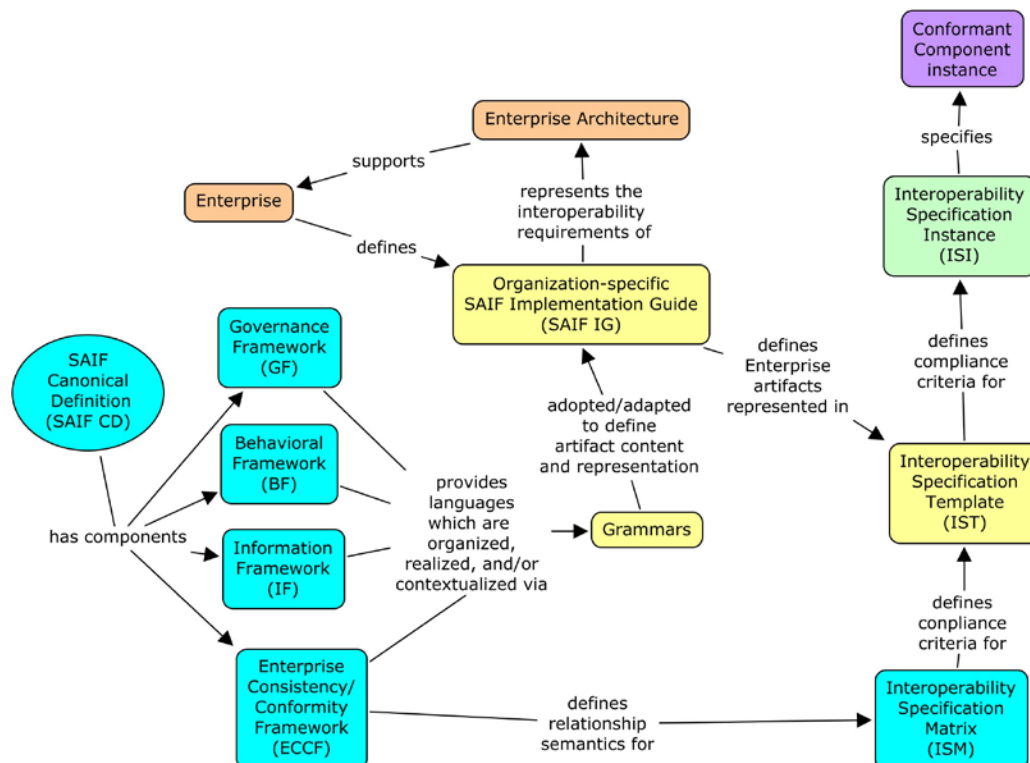 Conformant
Component
instance
Enterprise Architecture
specifies
supports
Enterprise
represents the
interoperability
requirements of
Interoperability
Specification
Instance
(ISI)
defines
Organization-specific
SAIF Implementation Guide
(SAIF IG)
Governance
Framework
(GF)
SAIF
Canonical
Definition
(SAIF CD)
defines
Enterprise
artifacts
represented in
defines
compliance
criteria for
adopted/adapted
to define
artifact content
and representation
Behavioral
Framework
(BF)
Interoperability
Specification
Template
(IST)
provides
languages
which are
organized,
realized, and/or
contextualized via
Grammars
has components
Information
Framework
(IF)
defines
conpliance
criteria for
Enterprise
Consistency/
Conformity
Framework
(ECCF)
defines
relationship
semantics for
Interoperability
Specification
Matrix
(ISM)